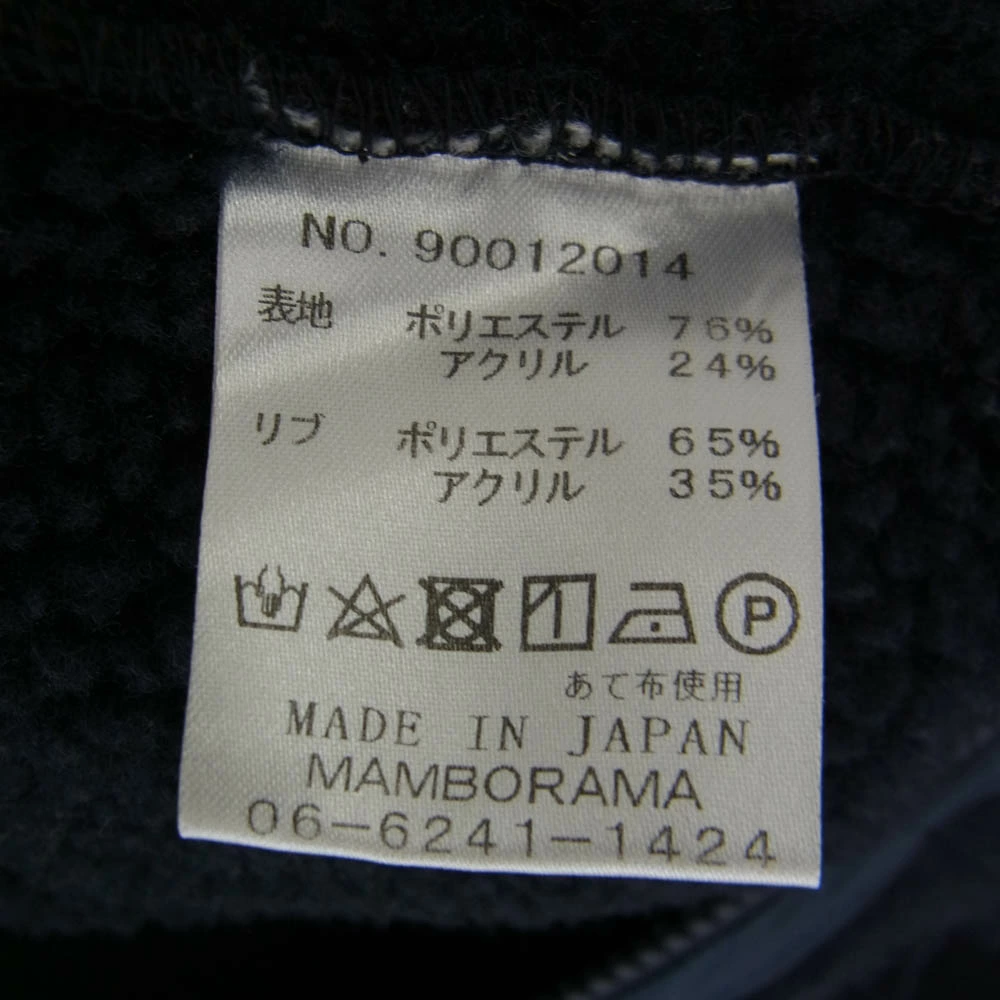 NO. 90012014
表地 ポリエステル 76%
アクリル 24%
リブ ポリエステル 65%
アクリル 35%
P
あて布使用
MADE IN JAPAN
MAMBORAMA
06-6241-1424